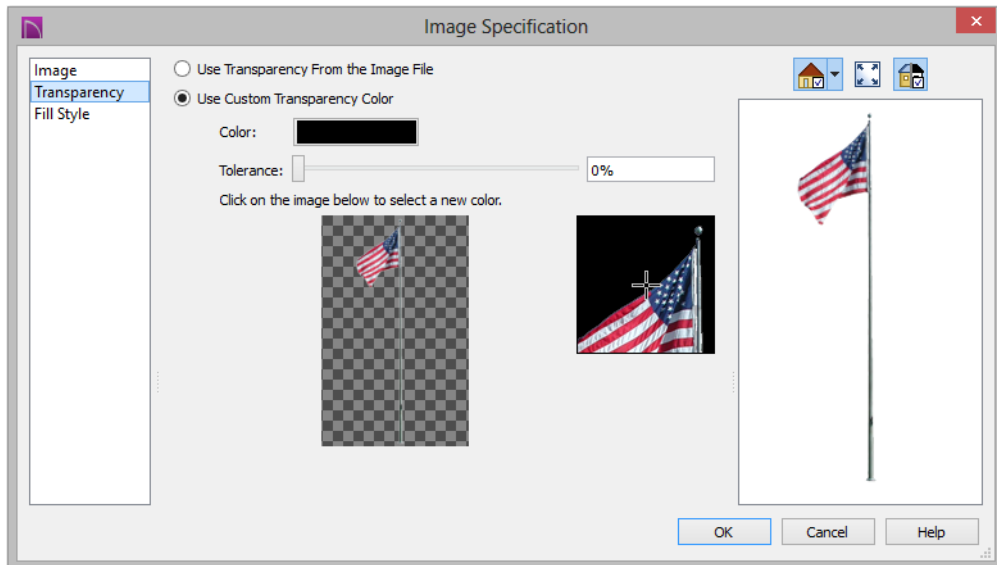 Image Specification
Image
Transparency
Fill Style
Use Transparency From the Image File
Use Custom Transparency Color
Color:
Tolerance:
0%
Click on the image below to select a new color.
OK
Cancel
Help